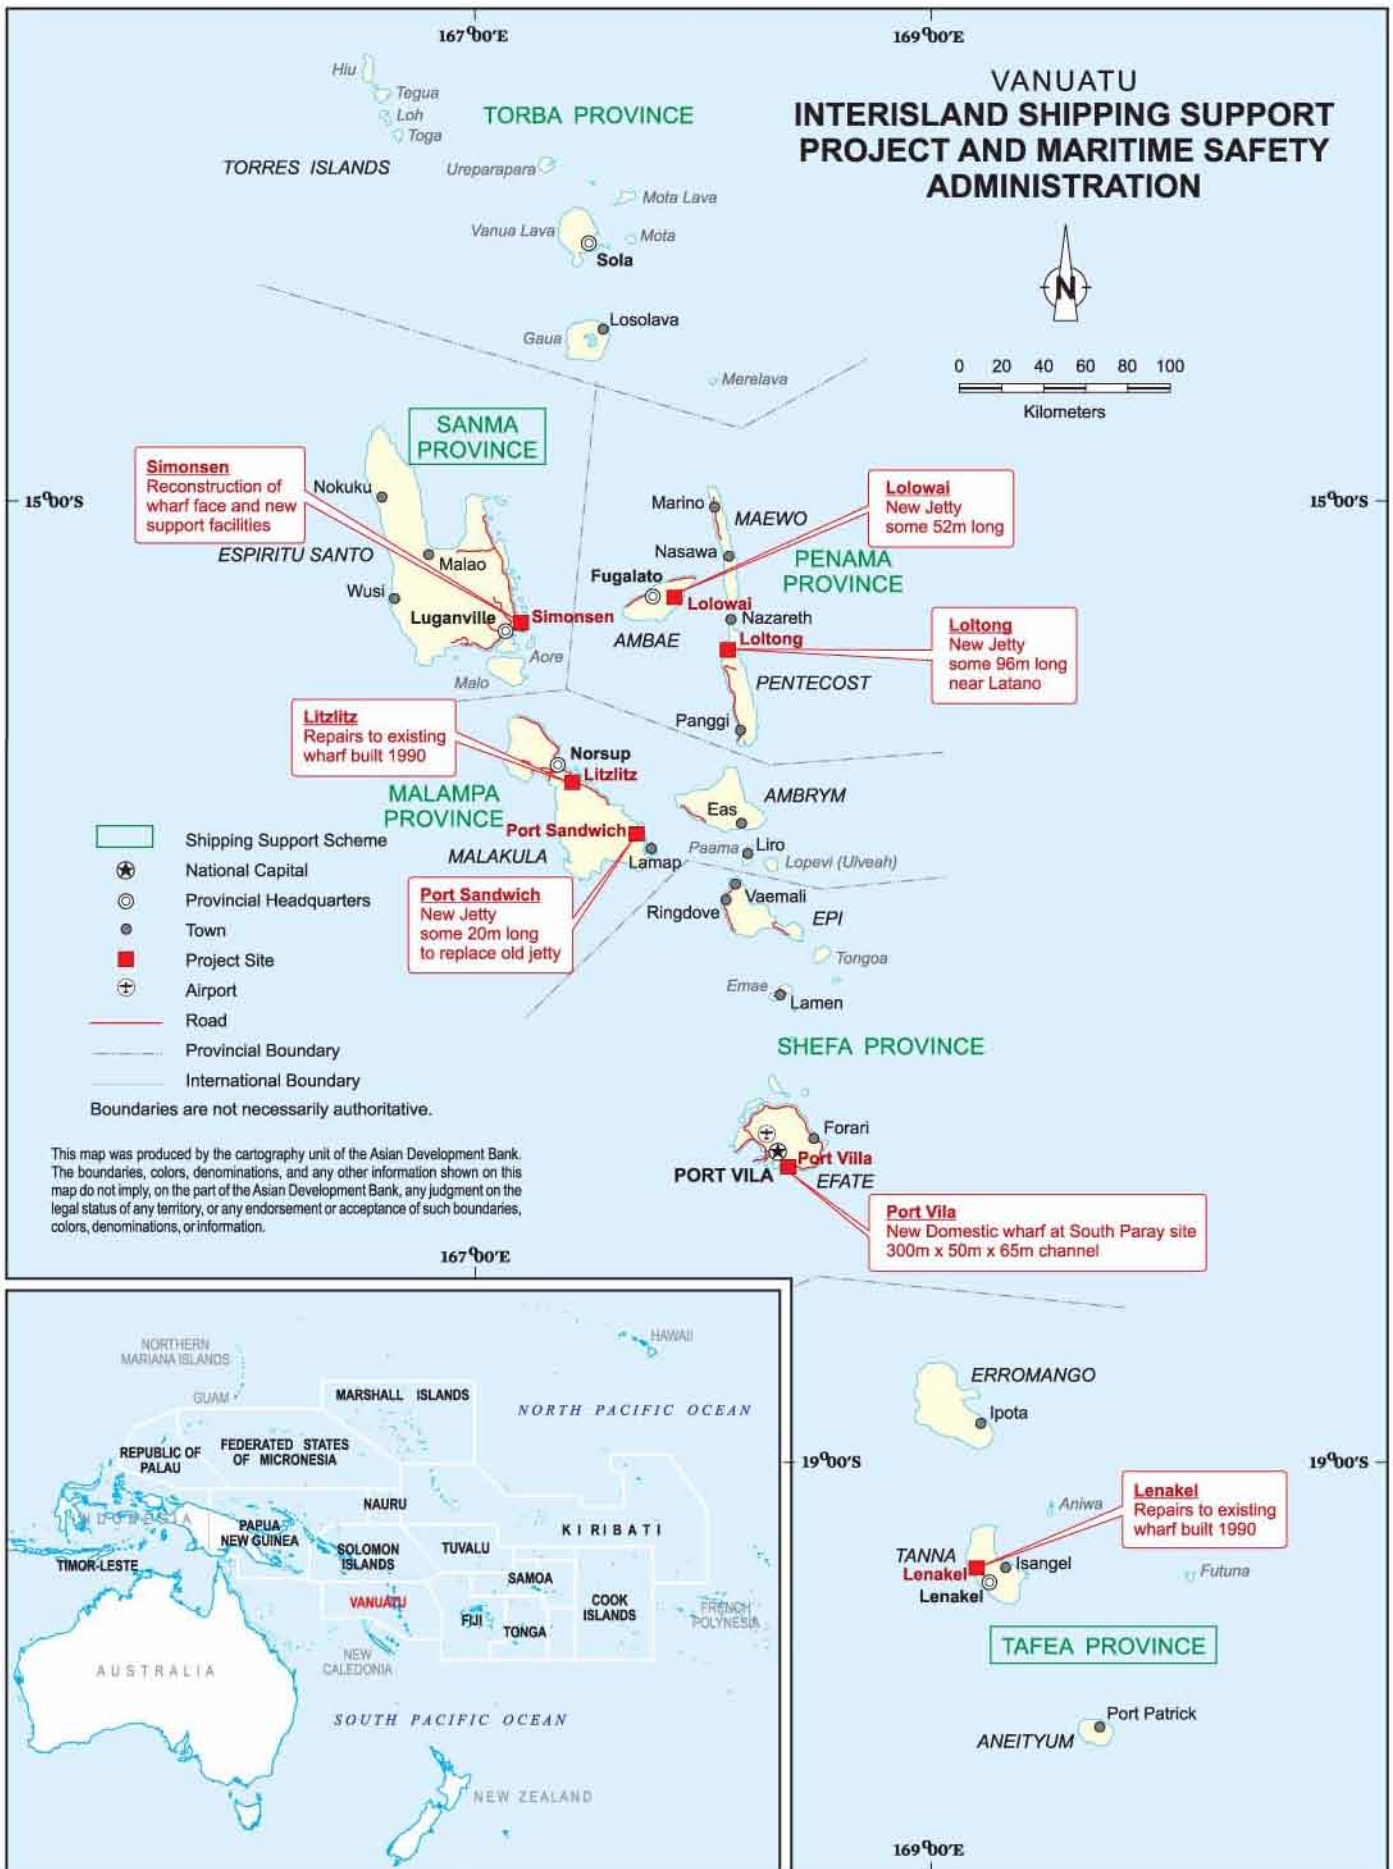 167°00'E
169°00'E
VANUATU
INTERISLAND SHIPPING SUPPORT
PROJECT AND MARITIME SAFETY
ADMINISTRATION
Hiu
Tegua
Loh
Toga
TORRES ISLANDS
TORBA PROVINCE
Ureparapara
Mota Lava
Vanua Lava
Mota
Sola
N
Losolava
Gaua
Merelava
0 20 40 60 80 100
Kilometers
SANMA
PROVINCE
Simonsen
Reconstruction of
wharf face and new
support facilities
Nokuku
15°00'S
15°00'S
Marino
MAEWO
Lolowai
New Jetty
some 52m long
ESPIRITU SANTO
Malao
Nasawa
PENAMA
PROVINCE
Wusi
Fugalato
Lolowai
Luganville
Simonsen
Nazareth
AMBAE
Loltong
Loltong
New Jetty
some 96m long
near Latano
Aore
Malo
PENTECOST
Panggi
Litzlitz
Repairs to existing
wharf built 1990
Norsup
Litzlitz
MALAMPA
PROVINCE
AMBRYM
Eas
Port Sandwich
MALAKULA
Lamap
Paama
Liro
Lopevi (Ulveah)
Port Sandwich
New Jetty
some 20m long
to replace old jetty
Vaemali
Ringdove
EPI
Tongoa
Emae
Lamen
Shipping Support Scheme
National Capital
Provincial Headquarters
Town
Project Site
Airport
Road
Provincial Boundary
International Boundary
Boundaries are not necessarily authoritative.
SHEFA PROVINCE
Forari
Port Villa
PORT VILA
EFATE
Port Vila
New Domestic wharf at South Paray site
300m x 50m x 65m channel
This map was produced by the cartography unit of the Asian Development Bank.
The boundaries, colors, denominations, and any other information shown on this
map do not imply, on the part of the Asian Development Bank, any judgment on the
legal status of any territory, or any endorsement or acceptance of such boundaries,
colors, denominations, or information.
167°00'E
NORTHERN
MARIANA ISLANDS
HAWAII
GUAM
MARSHALL ISLANDS
NORTH PACIFIC OCEAN
REPUBLIC OF
PALAU
FEDERATED STATES
OF MICRONESIA
NAURU
INDONESIA
PAPUA
NEW GUINEA
KIRIBATI
SOLOMON
ISLANDS
TUVALU
TIMOR-LESTE
SAMOA
VANUATU
FIJI
TONGA
COOK
ISLANDS
FRENCH
POLYNESIA
NEW
CALEDONIA
AUSTRALIA
SOUTH PACIFIC OCEAN
NEW ZEALAND
ERROMANGO
Ipota
19°00'S
19°00'S
Aniwa
Lenakel
Repairs to existing
wharf built 1990
TANNA
Lenakel
Isangel
Lenakel
Futuna
TAFEA PROVINCE
Port Patrick
ANEITYUM
169°00'E